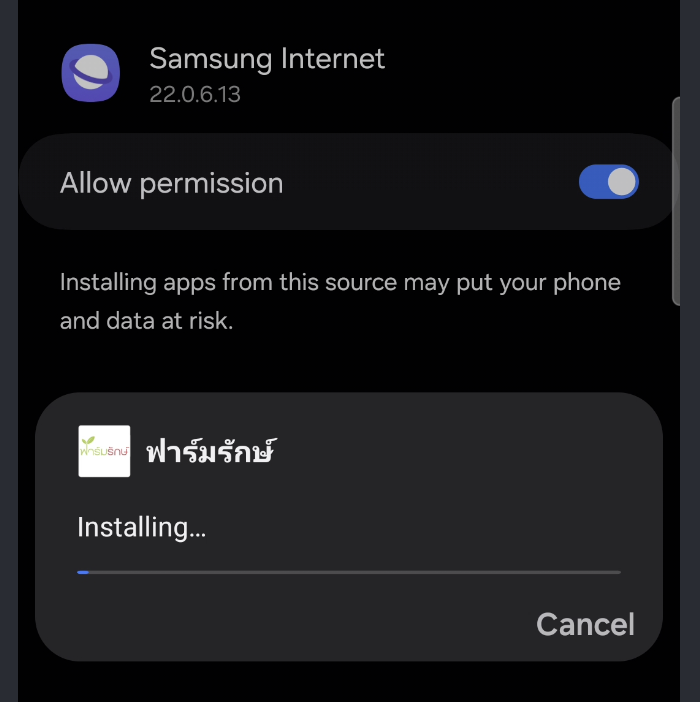 Samsung Internet
22.0.6.13
Allow permission
Installing apps from this source may put your phone
and data at risk.
ฟาร์มรักษ์
ฟาร์มรักษ์
Installing...
Cancel